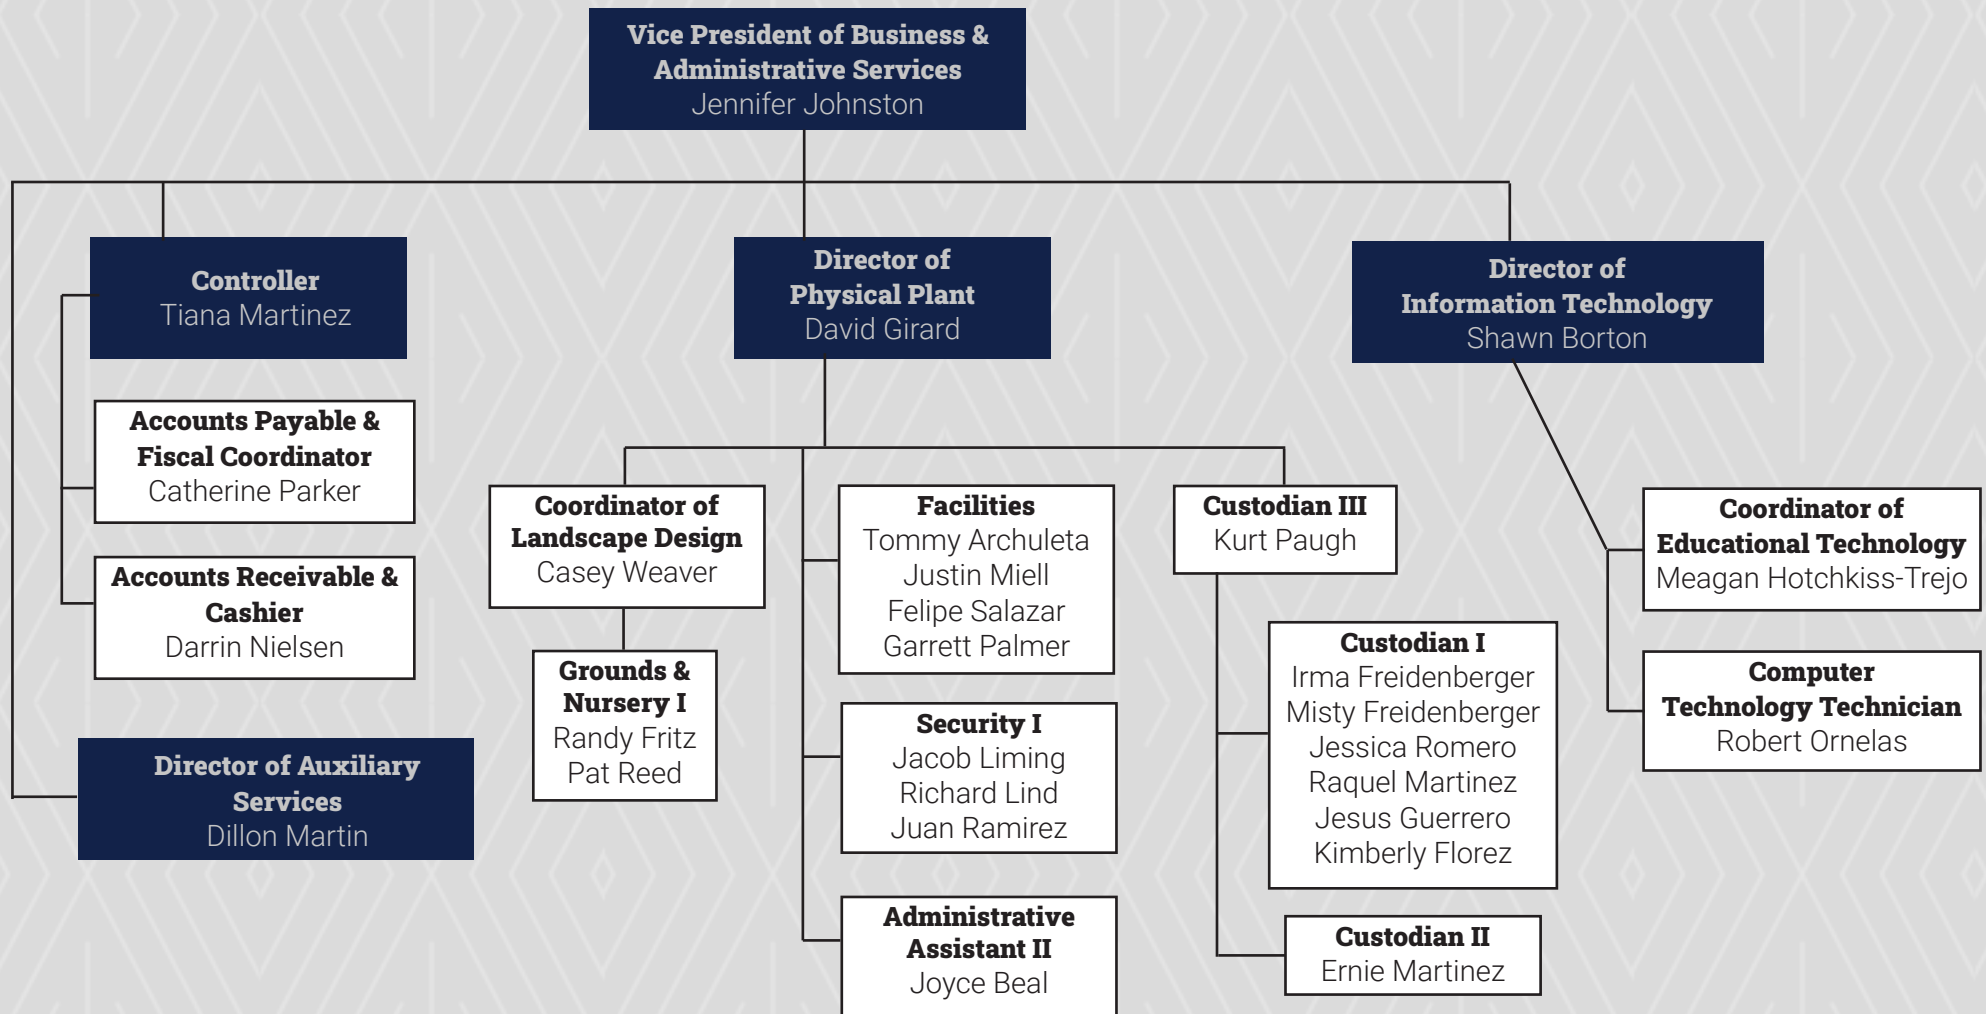 Vice President of Business &
Administrative Services
Jennifer Johnston
Controller
Tiana Martinez
Director of
Physical Plant
David Girard
Director of
Information Technology
Shawn Borton
Accounts Payable &
Fiscal Coordinator
Catherine Parker
Accounts Receivable &
Cashier
Darrin Nielsen
Director of Auxiliary
Services
Dillon Martin
Coordinator of
Landscape Design
Casey Weaver
Grounds &
Nursery I
Randy Fritz
Pat Reed
Facilities
Tommy Archuleta
Justin Miell
Felipe Salazar
Garrett Palmer
Security I
Jacob Liming
Richard Lind
Juan Ramirez
Administrative
Assistant II
Joyce Beal
Custodian III
Kurt Paugh
Custodian I
Irma Freidenberger
Misty Freidenberger
Jessica Romero
Raquel Martinez
Jesus Guerrero
Kimberly Florez
Custodian II
Ernie Martinez
Coordinator of
Educational Technology
Meagan Hotchkiss-Trejo
Computer
Technology Technician
Robert Ornelas